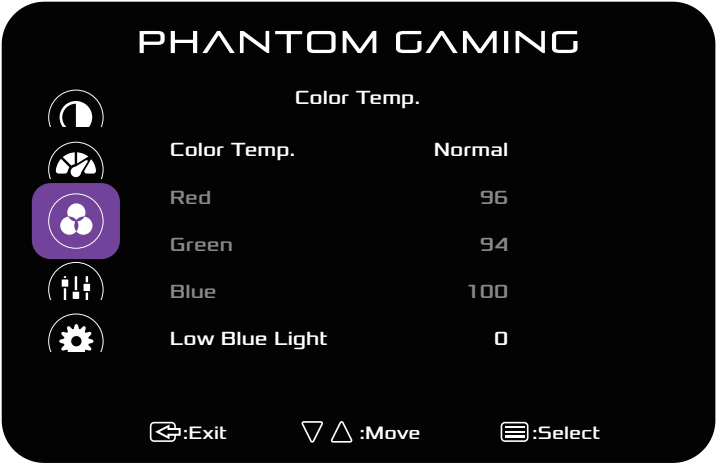 PHANTOM GAMING
Color Temp.
Color Temp. Normal
Red 96
Green 94
Blue 100
Low Blue Light 0
:Exit :Move :Select